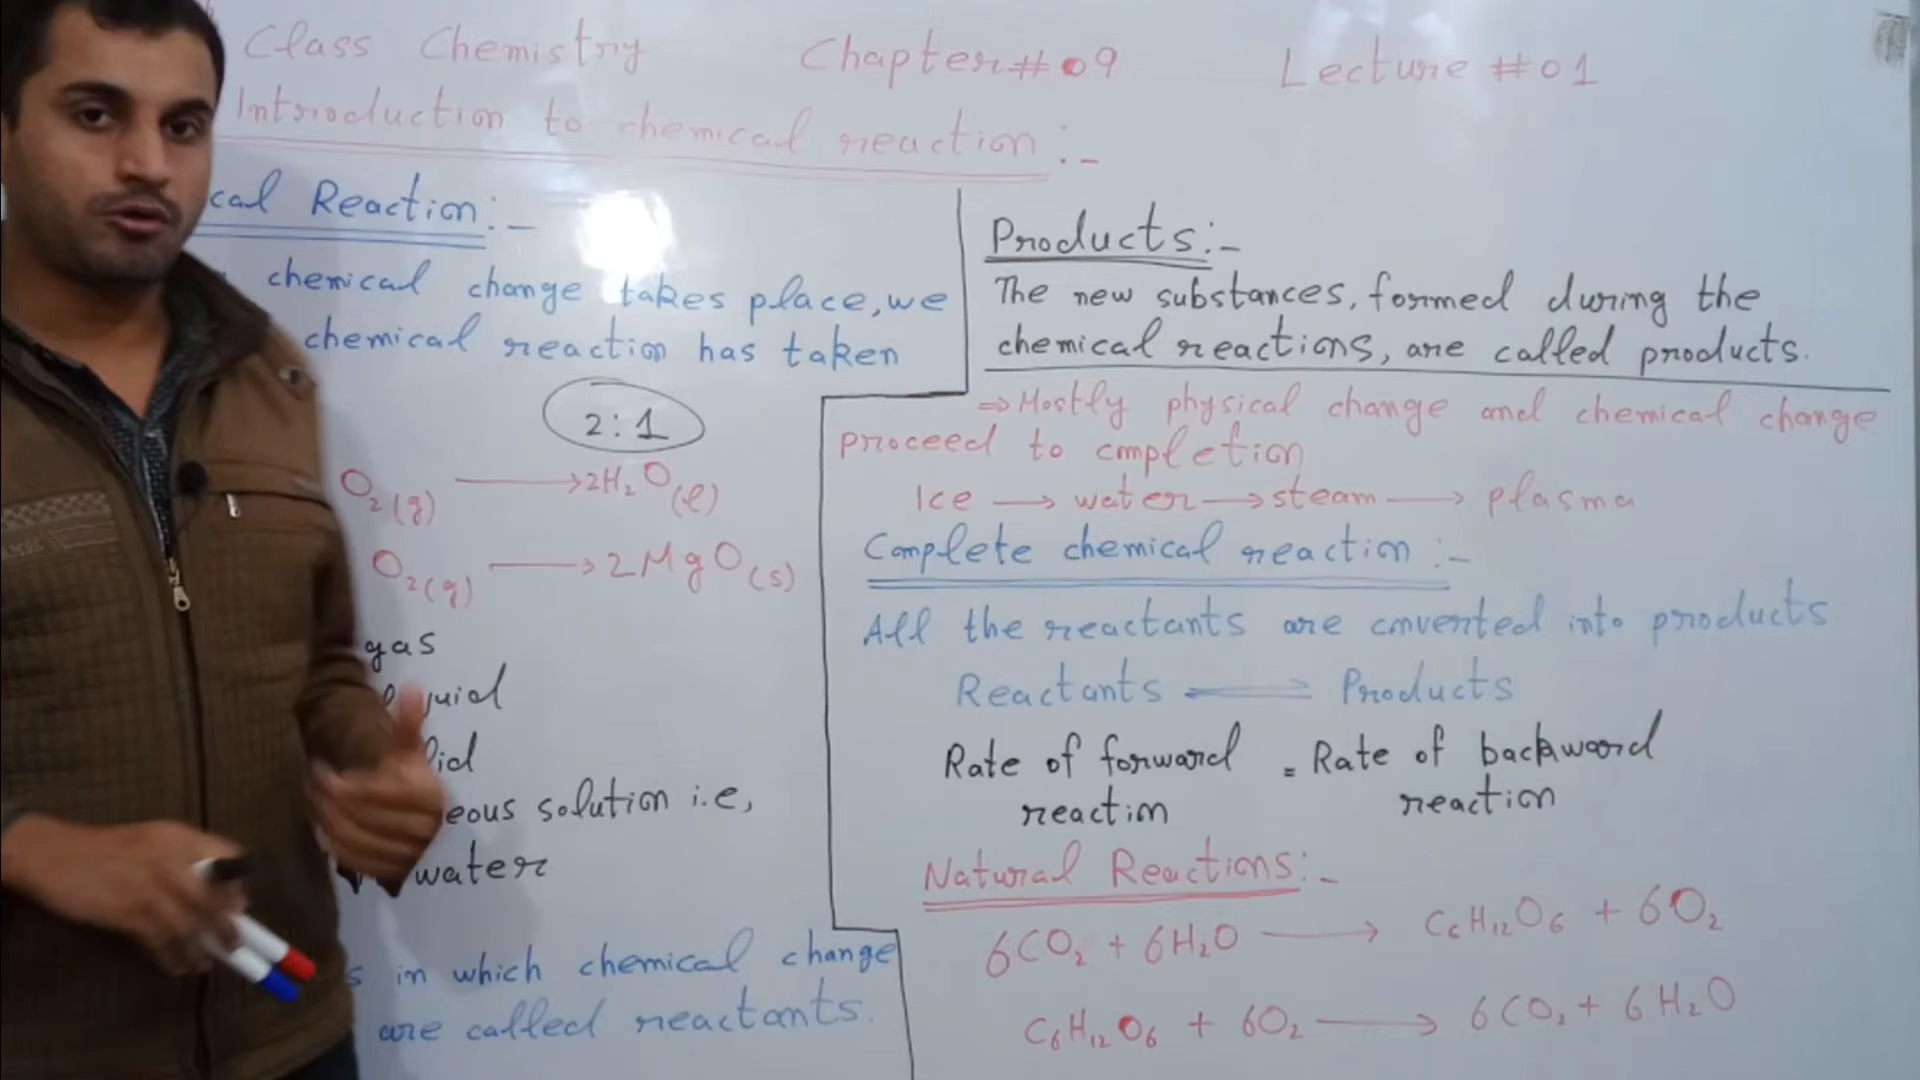 Class Chemistry Chapter#09 Lecture #01
Introduction to chemical reaction:-
cal Reaction:-
chemical change takes place, we
chemical reaction has taken
2:1
O₂(g) ⟶ 2H₂O(l)
O₂(g) ⟶ 2MgO(s)
gas
quid
lid
eous solution i.e,
water
s in which chemical change
are called reactants.
Products:-
The new substances, formed during the
chemical reactions, are called products.
⇒ Mostly physical change and chemical change
proceed to completion
Ice ⟶ water ⟶ steam ⟶ plasma
Complete chemical reaction:-
All the reactants are converted into products
Reactants ⇌ Products
Rate of forward = Rate of backward
reaction reaction
Natural Reactions:-
6CO₂ + 6H₂O ⟶ C₆H₁₂O₆ + 6O₂
C₆H₁₂O₆ + 6O₂ ⟶ 6CO₂ + 6H₂O